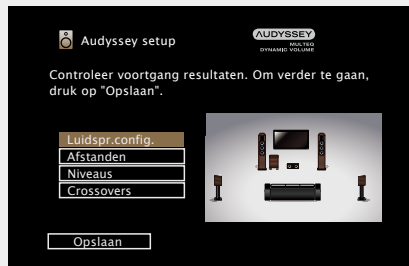 Audyssey setup
AUDYSSEY
MULTEQ
DYNAMIC VOLUME
Controleer voortgang resultaten. Om verder te gaan,
druk op "Opslaan".
Luidspr.config.
Afstanden
Niveaus
Crossovers
Opslaan